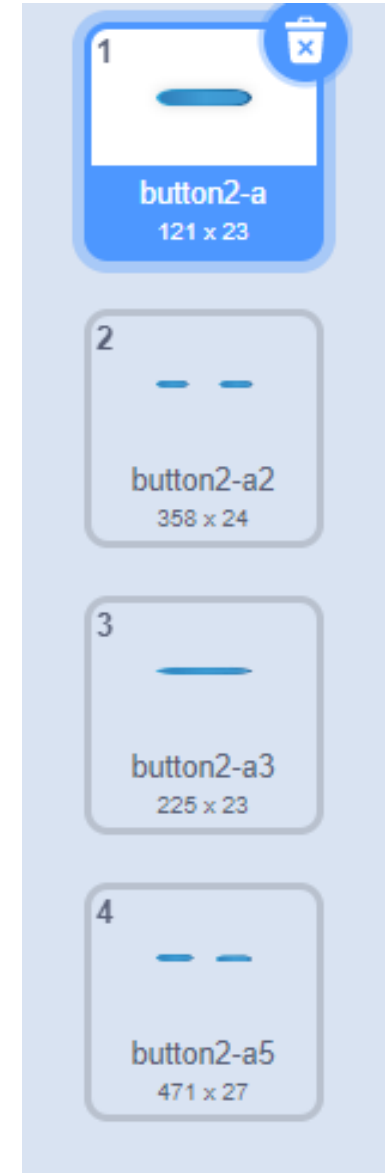 1
button2-a
121 x 23
2
button2-a2
358 x 24
3
button2-a3
225 x 23
4
button2-a5
471 x 27